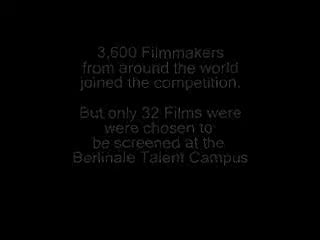 3,600 Filmmakers
from around the world
joined the competition.
But only 32 Films were
were chosen to
be screened at the
Berlinale Talent Campus